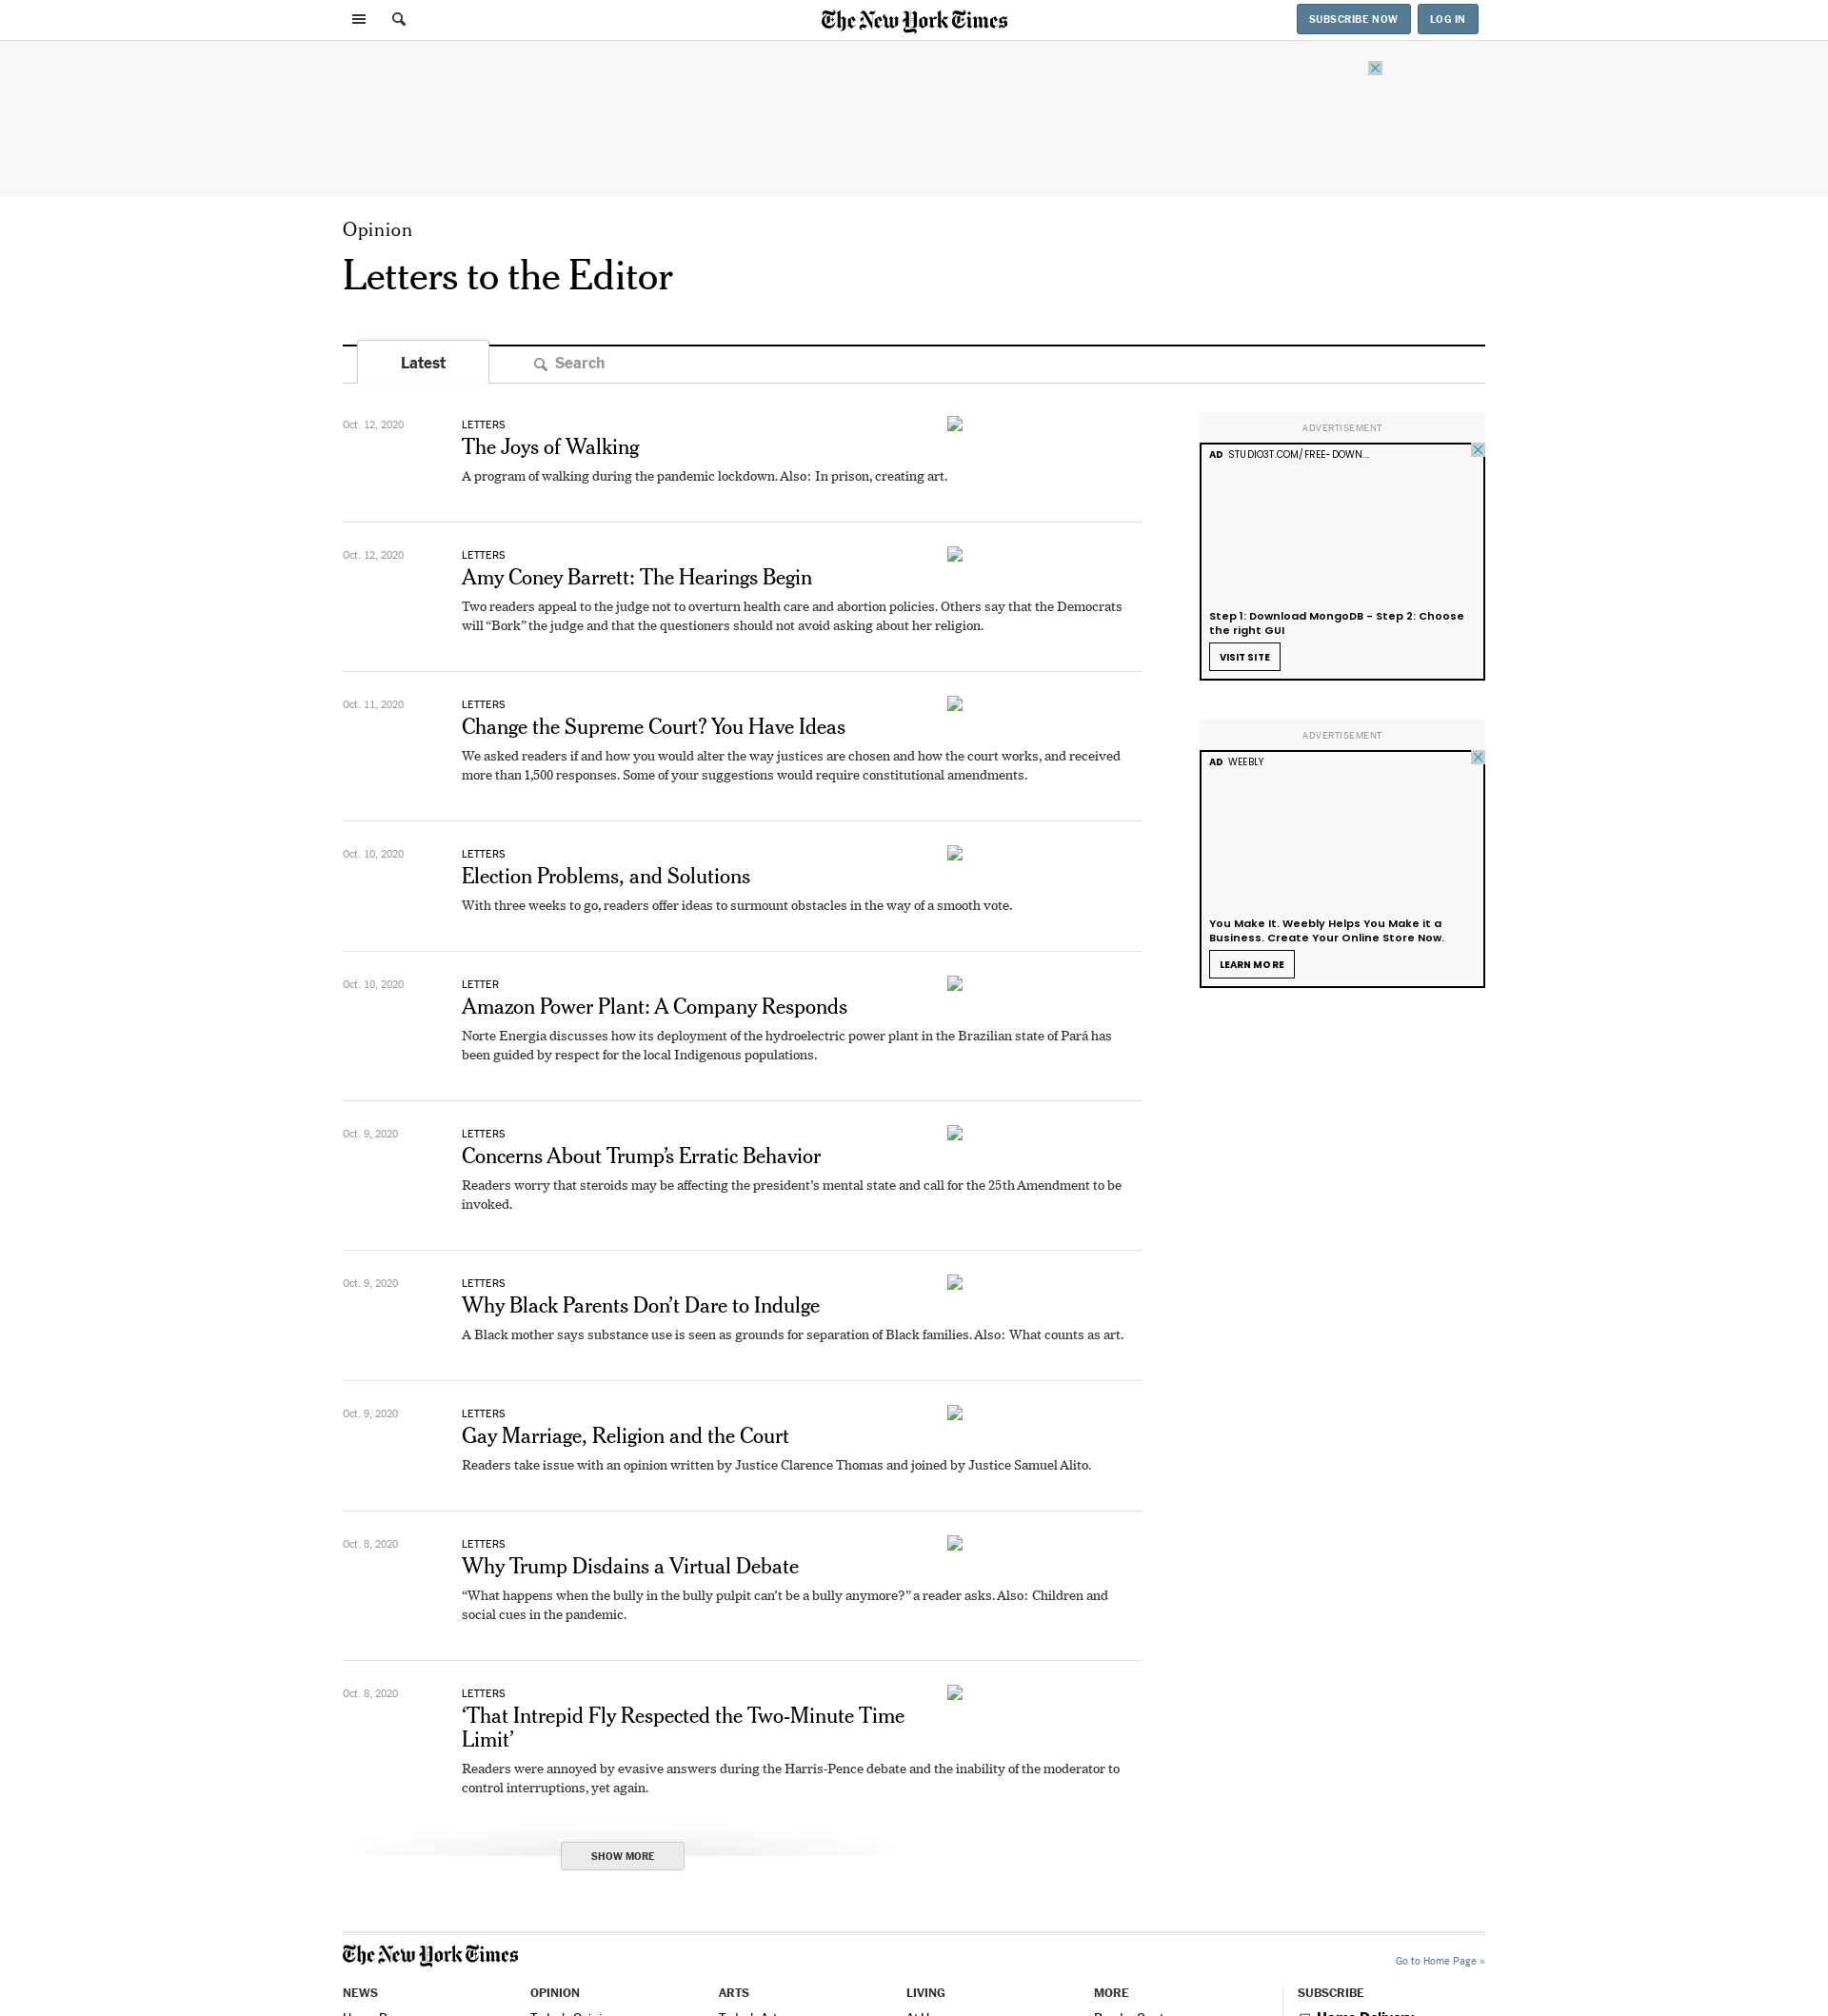 The New York Times
SUBSCRIBE NOW
LOG IN
Opinion
Letters to the Editor
Latest
Search
Oct. 12, 2020
LETTERS
The Joys of Walking
A program of walking during the pandemic lockdown. Also: In prison, creating art.
Oct. 12, 2020
LETTERS
Amy Coney Barrett: The Hearings Begin
Two readers appeal to the judge not to overturn health care and abortion policies. Others say that the Democrats
will “Bork” the judge and that the questioners should not avoid asking about her religion.
Oct. 11, 2020
LETTERS
Change the Supreme Court? You Have Ideas
We asked readers if and how you would alter the way justices are chosen and how the court works, and received
more than 1,500 responses. Some of your suggestions would require constitutional amendments.
Oct. 10, 2020
LETTERS
Election Problems, and Solutions
With three weeks to go, readers offer ideas to surmount obstacles in the way of a smooth vote.
Oct. 10, 2020
LETTER
Amazon Power Plant: A Company Responds
Norte Energia discusses how its deployment of the hydroelectric power plant in the Brazilian state of Pará has
been guided by respect for the local Indigenous populations.
Oct. 9, 2020
LETTERS
Concerns About Trump’s Erratic Behavior
Readers worry that steroids may be affecting the president’s mental state and call for the 25th Amendment to be
invoked.
Oct. 9, 2020
LETTERS
Why Black Parents Don’t Dare to Indulge
A Black mother says substance use is seen as grounds for separation of Black families. Also: What counts as art.
Oct. 9, 2020
LETTERS
Gay Marriage, Religion and the Court
Readers take issue with an opinion written by Justice Clarence Thomas and joined by Justice Samuel Alito.
Oct. 8, 2020
LETTERS
Why Trump Disdains a Virtual Debate
“What happens when the bully in the bully pulpit can’t be a bully anymore?” a reader asks. Also: Children and
social cues in the pandemic.
Oct. 8, 2020
LETTERS
‘That Intrepid Fly Respected the Two-Minute Time
Limit’
Readers were annoyed by evasive answers during the Harris-Pence debate and the inability of the moderator to
control interruptions, yet again.
SHOW MORE
ADVERTISEMENT
AD STUDIO3T.COM/FREE-DOWN...
Step 1: Download MongoDB - Step 2: Choose
the right GUI
VISIT SITE
ADVERTISEMENT
AD WEEBLY
You Make It. Weebly Helps You Make it a
Business. Create Your Online Store Now.
LEARN MORE
The New York Times
Go to Home Page »
NEWS
OPINION
ARTS
LIVING
MORE
SUBSCRIBE
Home Delivery